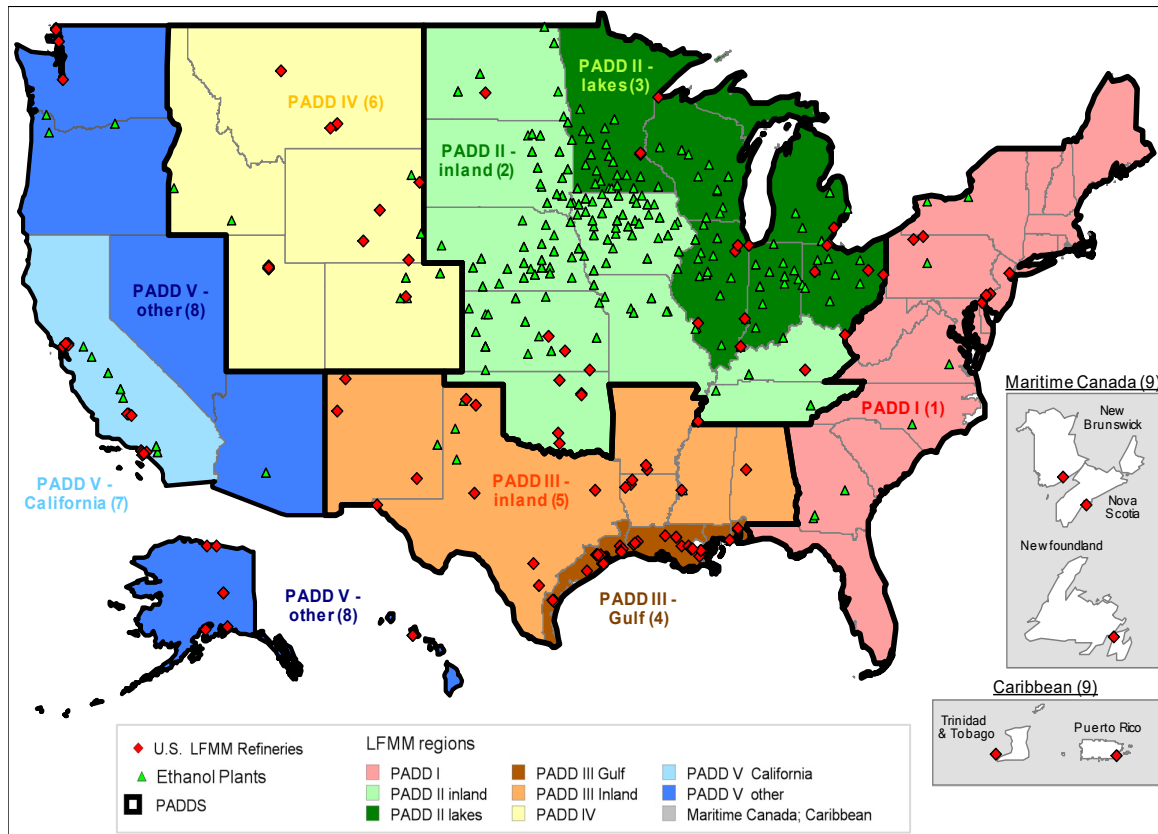 PADD II -
lakes (3)
PADD IV (6)
PADD II -
inland (2)
PADD V -
other (8)
PADD I (1)
Maritime Canada (9)
New
Brunswick
Nova
Scotia
Newfoundland
PADD V -
California (7)
PADD III -
inland (5)
PADD V -
other (8)
PADD III -
Gulf (4)
Caribbean (9)
Trinidad
& Tobago
Puerto Rico
U.S. LFMM Refineries
Ethanol Plants
PADDS
LFMM regions
PADD I
PADD II inland
PADD II lakes
PADD III Gulf
PADD III Inland
PADD IV
PADD V California
PADD V other
Maritime Canada; Caribbean